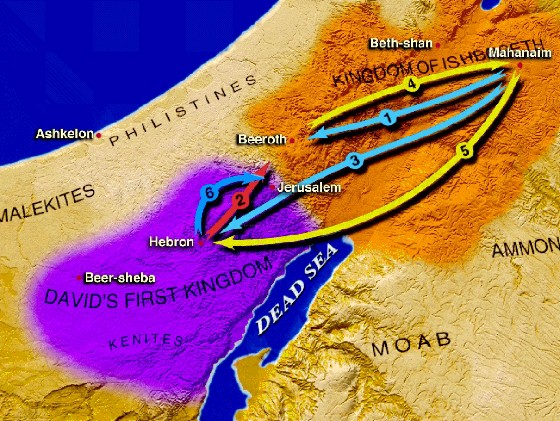 Beth-shan
Mahanaim
KINGDOM OF ISHBOSHETH
4
PHILISTINES
1
Ashkelon
Beeroth
5
3
6
2
Jerusalem
MALEKITES
Hebron
AMMON
Beer-sheba
DAVID'S FIRST KINGDOM
DEAD SEA
KENITES
MOAB